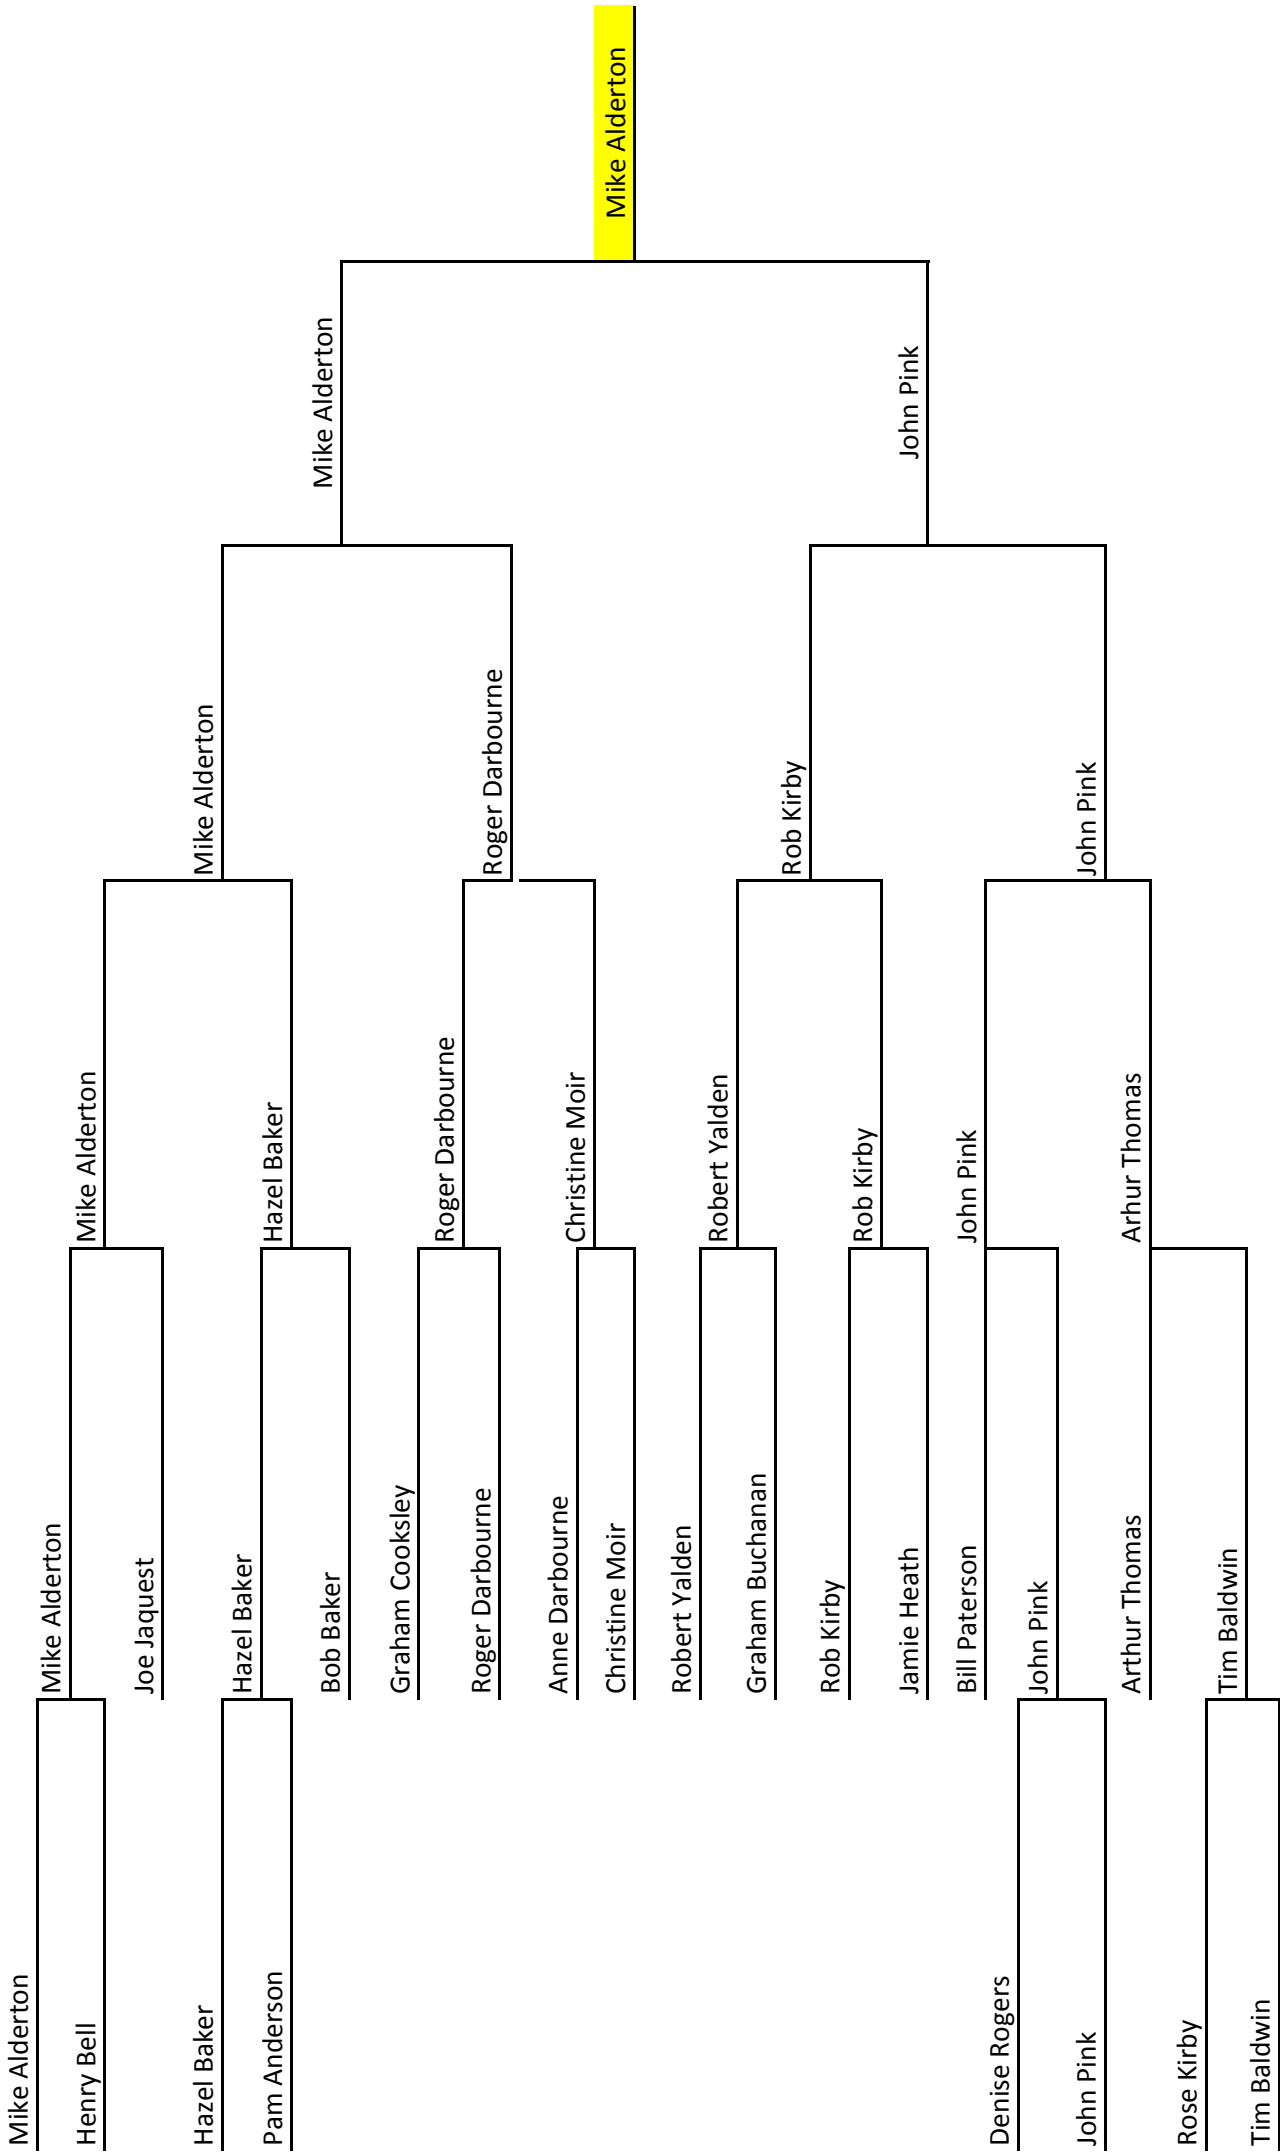 Mike Alderton
Mike Alderton
John Pink
Mike Alderton
Roger Darbourne
Rob Kirby
John Pink
Mike Alderton
Hazel Baker
Roger Darbourne
Christine Moir
Robert Yalden
Rob Kirby
John Pink
Arhur Thomas
Mike Alderton
Joe Jaquest
Hazel Baker
Bob Baker
Graham Cooksley
Roger Darbourne
Anne Darbourne
Christine Moir
Robert Yalden
Graham Buchanan
Rob Kirby
Jamie Heath
Bill Paterson
John Pink
Arthur Thomas
Tim Baldwin
Mike Alderton
Henry Bell
Hazel Baker
Pam Anderson
Denise Rogers
John Pink
Rose Kirby
Tim Baldwin